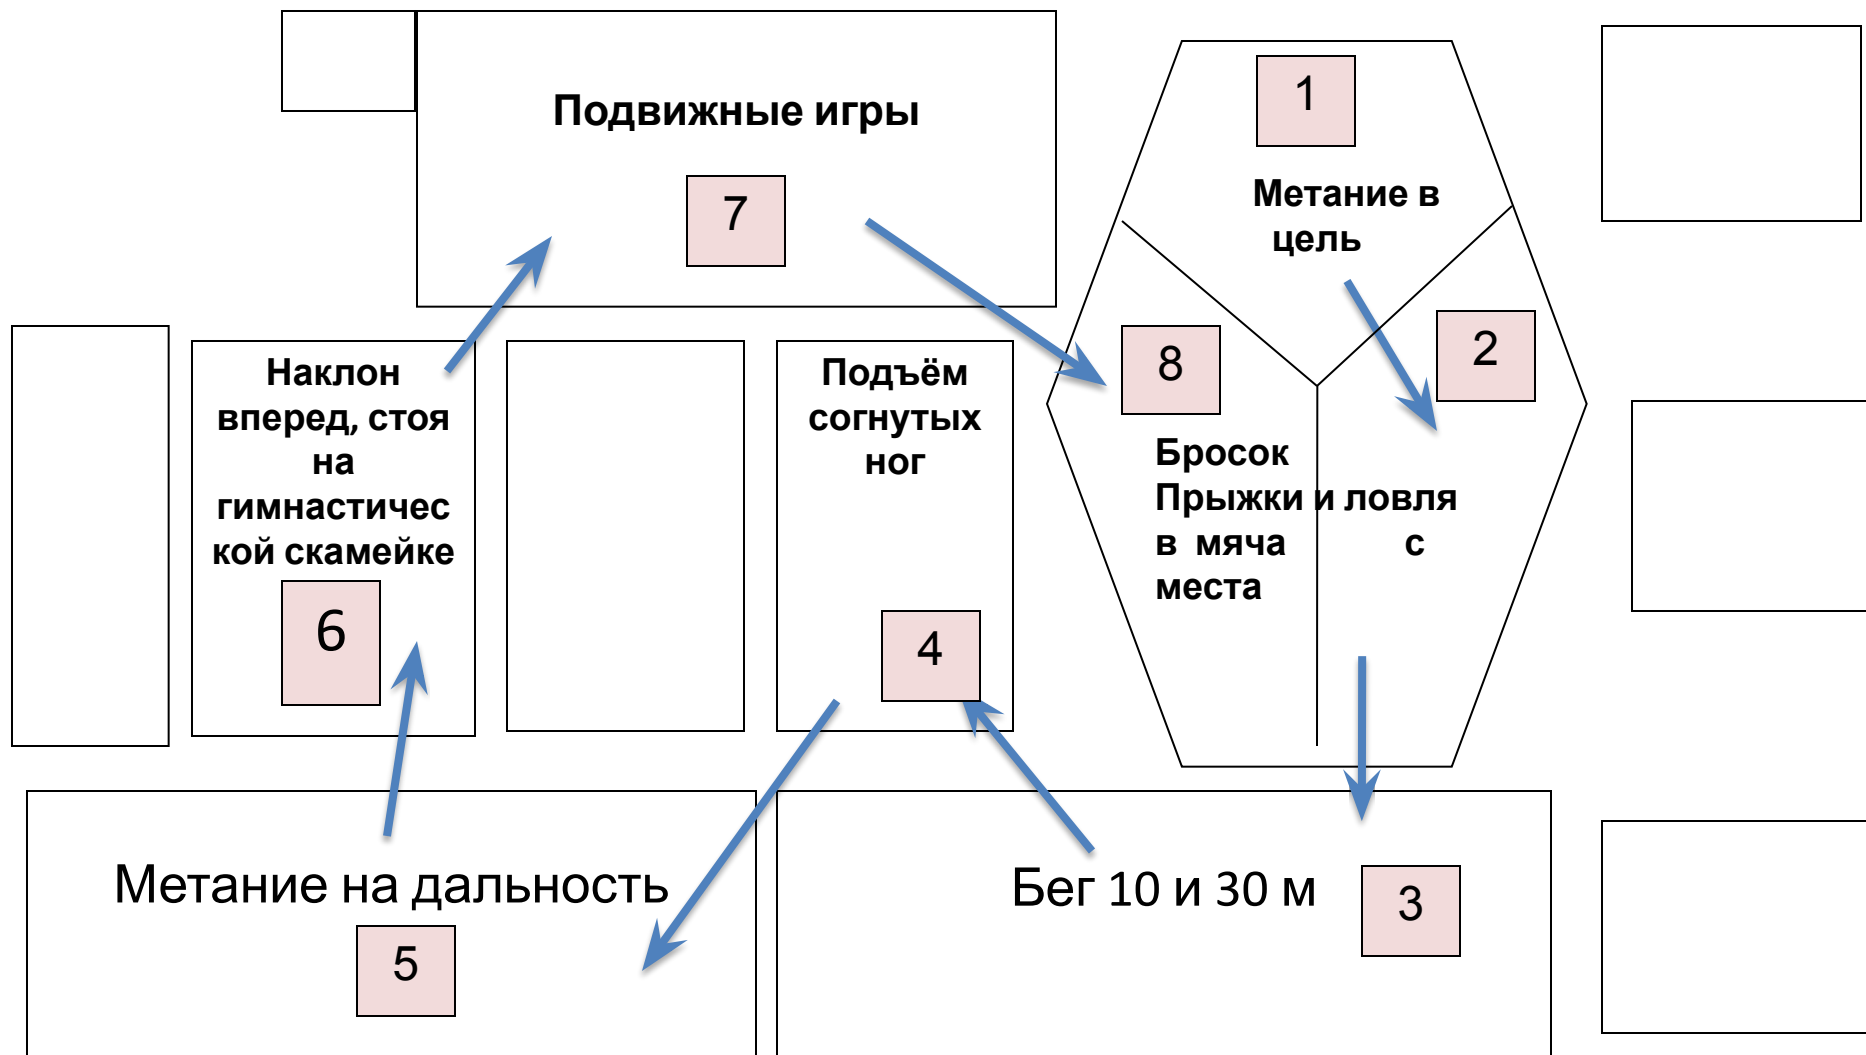 Подвижные игры
7
1
Метание в
цель
2
8
Бросок
Прыжки и ловля
в мяча с
места
Наклон
вперед, стоя
на
гимнастичес
кой скамейке
6
Подъём
согнутых
ног
4
Метание на дальность
5
Бег 10 и 30 м
3